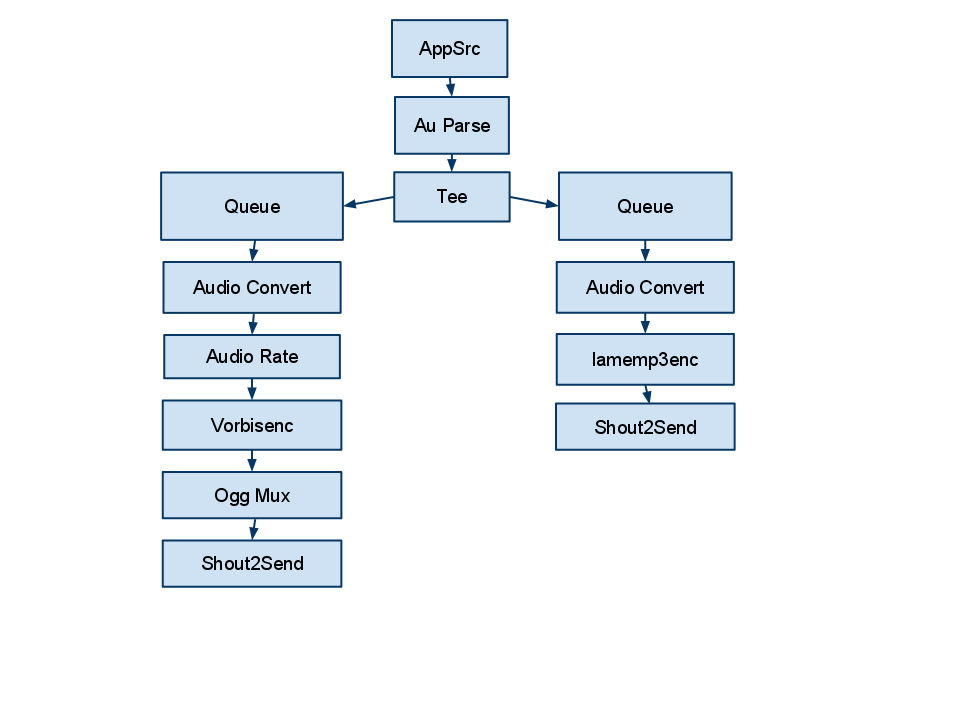 AppSrc
Au Parse
Tee
Queue
Queue
Audio Convert
Audio Convert
Audio Rate
lamemp3enc
Vorbisenc
Shout2Send
Ogg Mux
Shout2Send